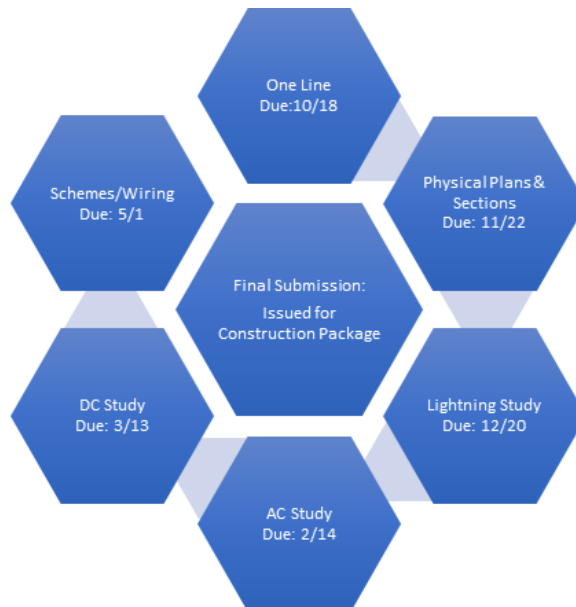 One Line
Due:10/18
Physical Plans &
Sections
Due: 11/22
Lightning Study
Due: 12/20
AC Study
Due: 2/14
DC Study
Due: 3/13
Schemes/Wiring
Due: 5/1
Final Submission:
Issued for
Construction Package